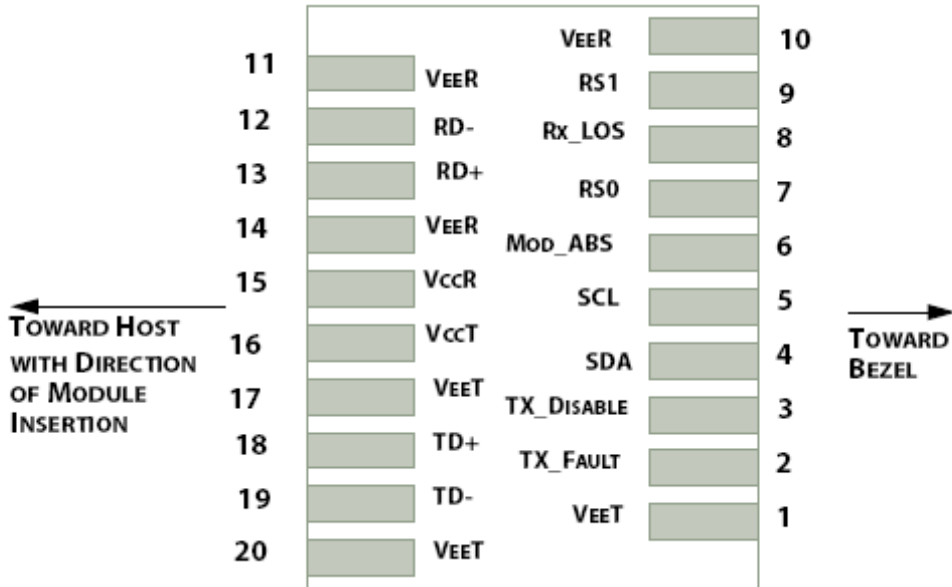 VEER 10
11 VEER RS1 9
12 RD- RX_LOS 8
13 RD+ RS0 7
14 VEER MOD_ABS 6
15 VCCR SCL 5
TOWARD HOST
WITH DIRECTION
OF MODULE
INSERTION
16 VCCT SDA 4
TOWARD
BEZEL
17 VEET TX_DISABLE 3
18 TD+ TX_FAULT 2
19 TD- VEET 1
20 VEET